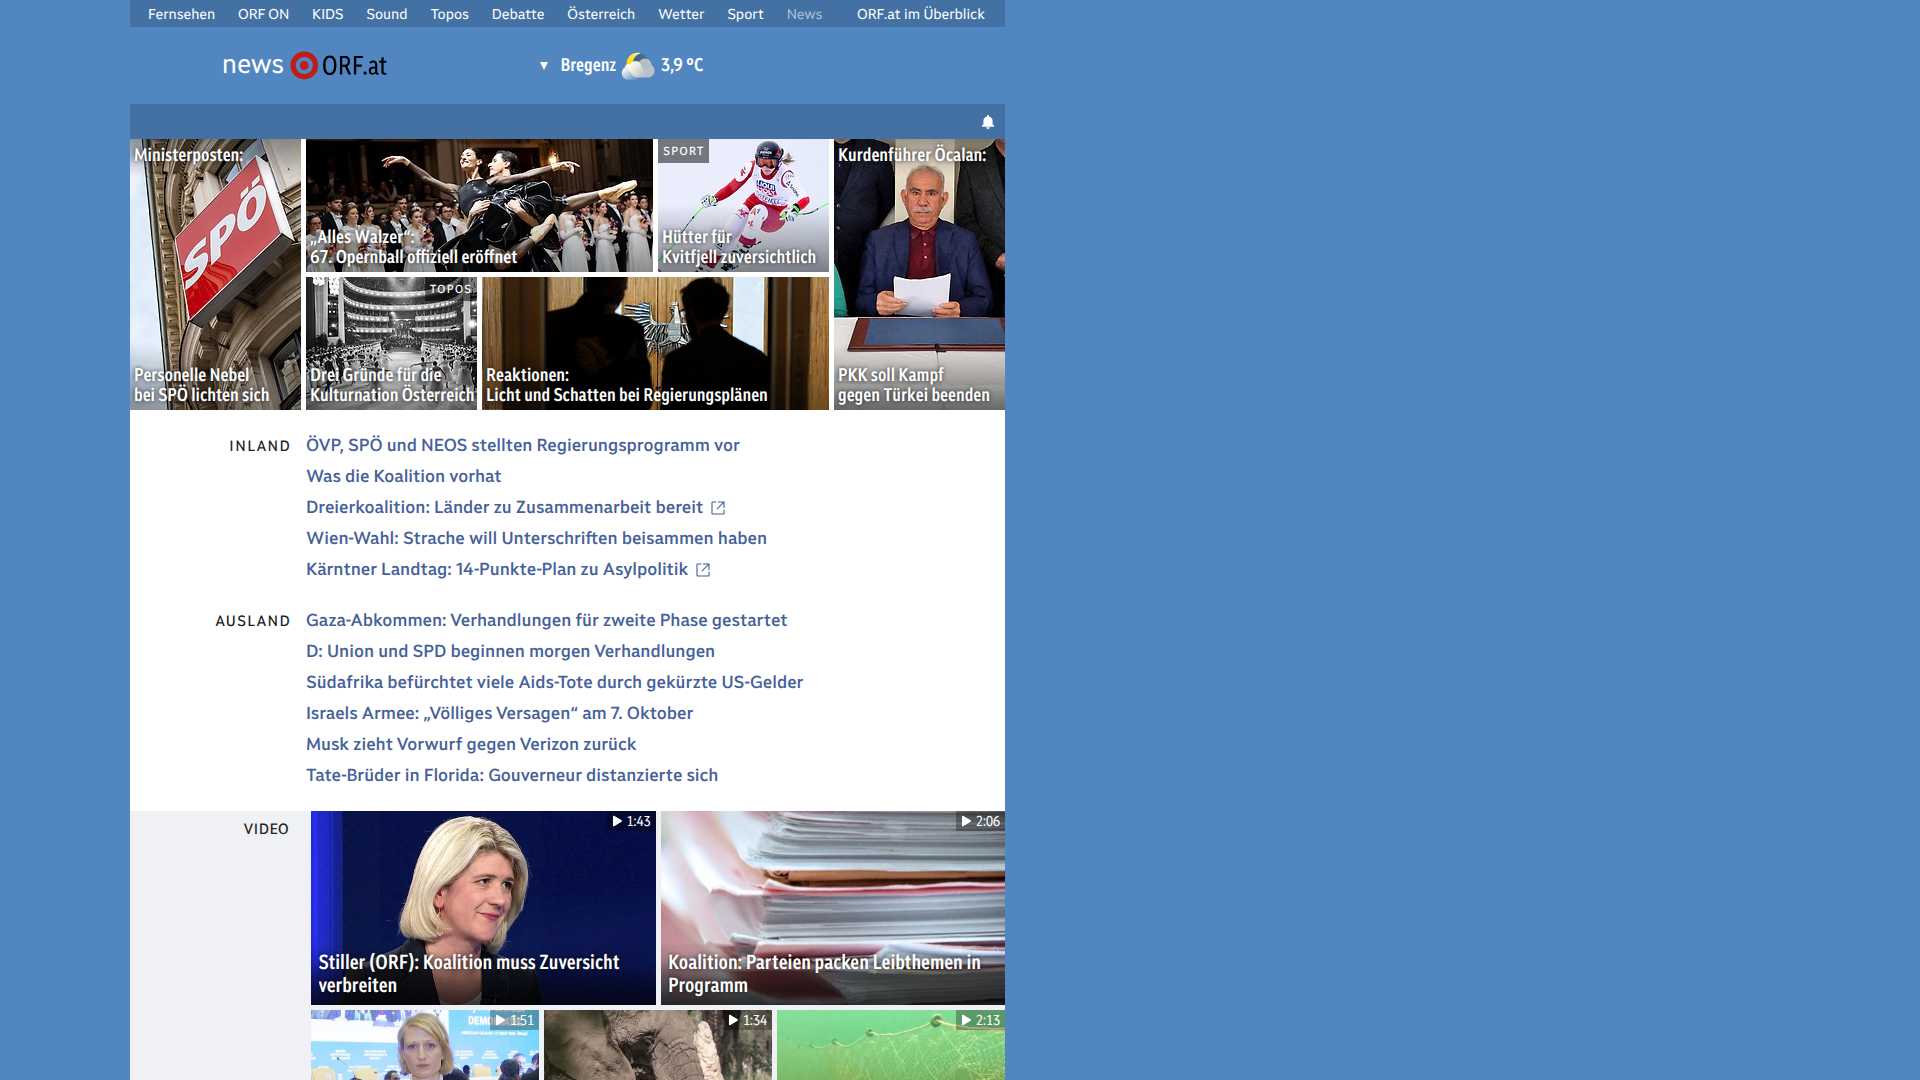 Fernsehen ORF ON KIDS Sound Topos Debatte Österreich Wetter Sport News ORF.at im Überblick
news ORF.at
Bregenz 3,9 °C
Ministerposten:
SPÖ
Personelle Nebel
bei SPÖ lichten sich
„Alles Walzer“:
67. Opernball offiziell eröffnet
SPORT
Hütter für
Kvitfjell zuversichtlich
Kurdenführer Öcalan:
PKK soll Kampf
gegen Türkei beenden
TOPOS
Drei Gründe für die
Kulturnation Österreich
Reaktionen:
Licht und Schatten bei Regierungsplänen
INLAND
ÖVP, SPÖ und NEOS stellten Regierungsprogramm vor
Was die Koalition vorhat
Dreierkoalition: Länder zu Zusammenarbeit bereit
Wien-Wahl: Strache will Unterschriften beisammen haben
Kärntner Landtag: 14-Punkte-Plan zu Asylpolitik
AUSLAND
Gaza-Abkommen: Verhandlungen für zweite Phase gestartet
D: Union und SPD beginnen morgen Verhandlungen
Südafrika befürchtet viele Aids-Tote durch gekürzte US-Gelder
Israels Armee: „Völliges Versagen“ am 7. Oktober
Musk zieht Vorwurf gegen Verizon zurück
Tate-Brüder in Florida: Gouverneur distanzierte sich
VIDEO
1:43
Stiller (ORF): Koalition muss Zuversicht
verbreiten
2:06
Koalition: Parteien packen Leibthemen in
Programm
1:51
1:34
2:13